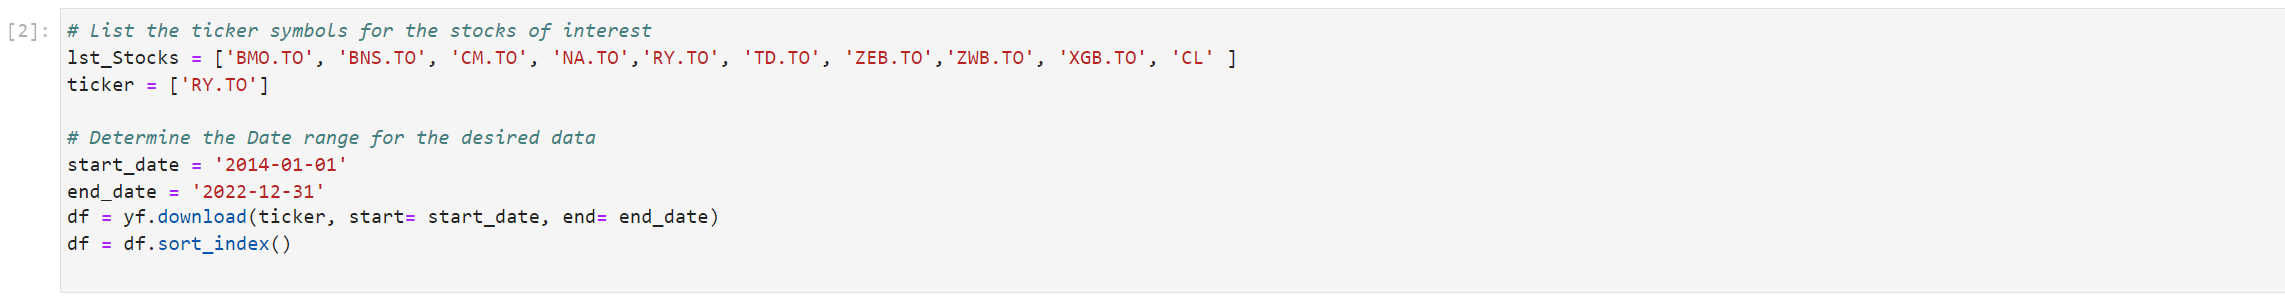 [2]: # List the ticker symbols for the stocks of interest
lst_Stocks = ['BMO.TO', 'BNS.TO', 'CM.TO', 'NA.TO','RY.TO', 'TD.TO', 'ZEB.TO','ZWB.TO', 'XGB.TO', 'CL' ]
ticker = ['RY.TO']
# Determine the Date range for the desired data
start_date = '2014-01-01'
end_date = '2022-12-31'
df = yf.download(ticker, start= start_date, end= end_date)
df = df.sort_index()